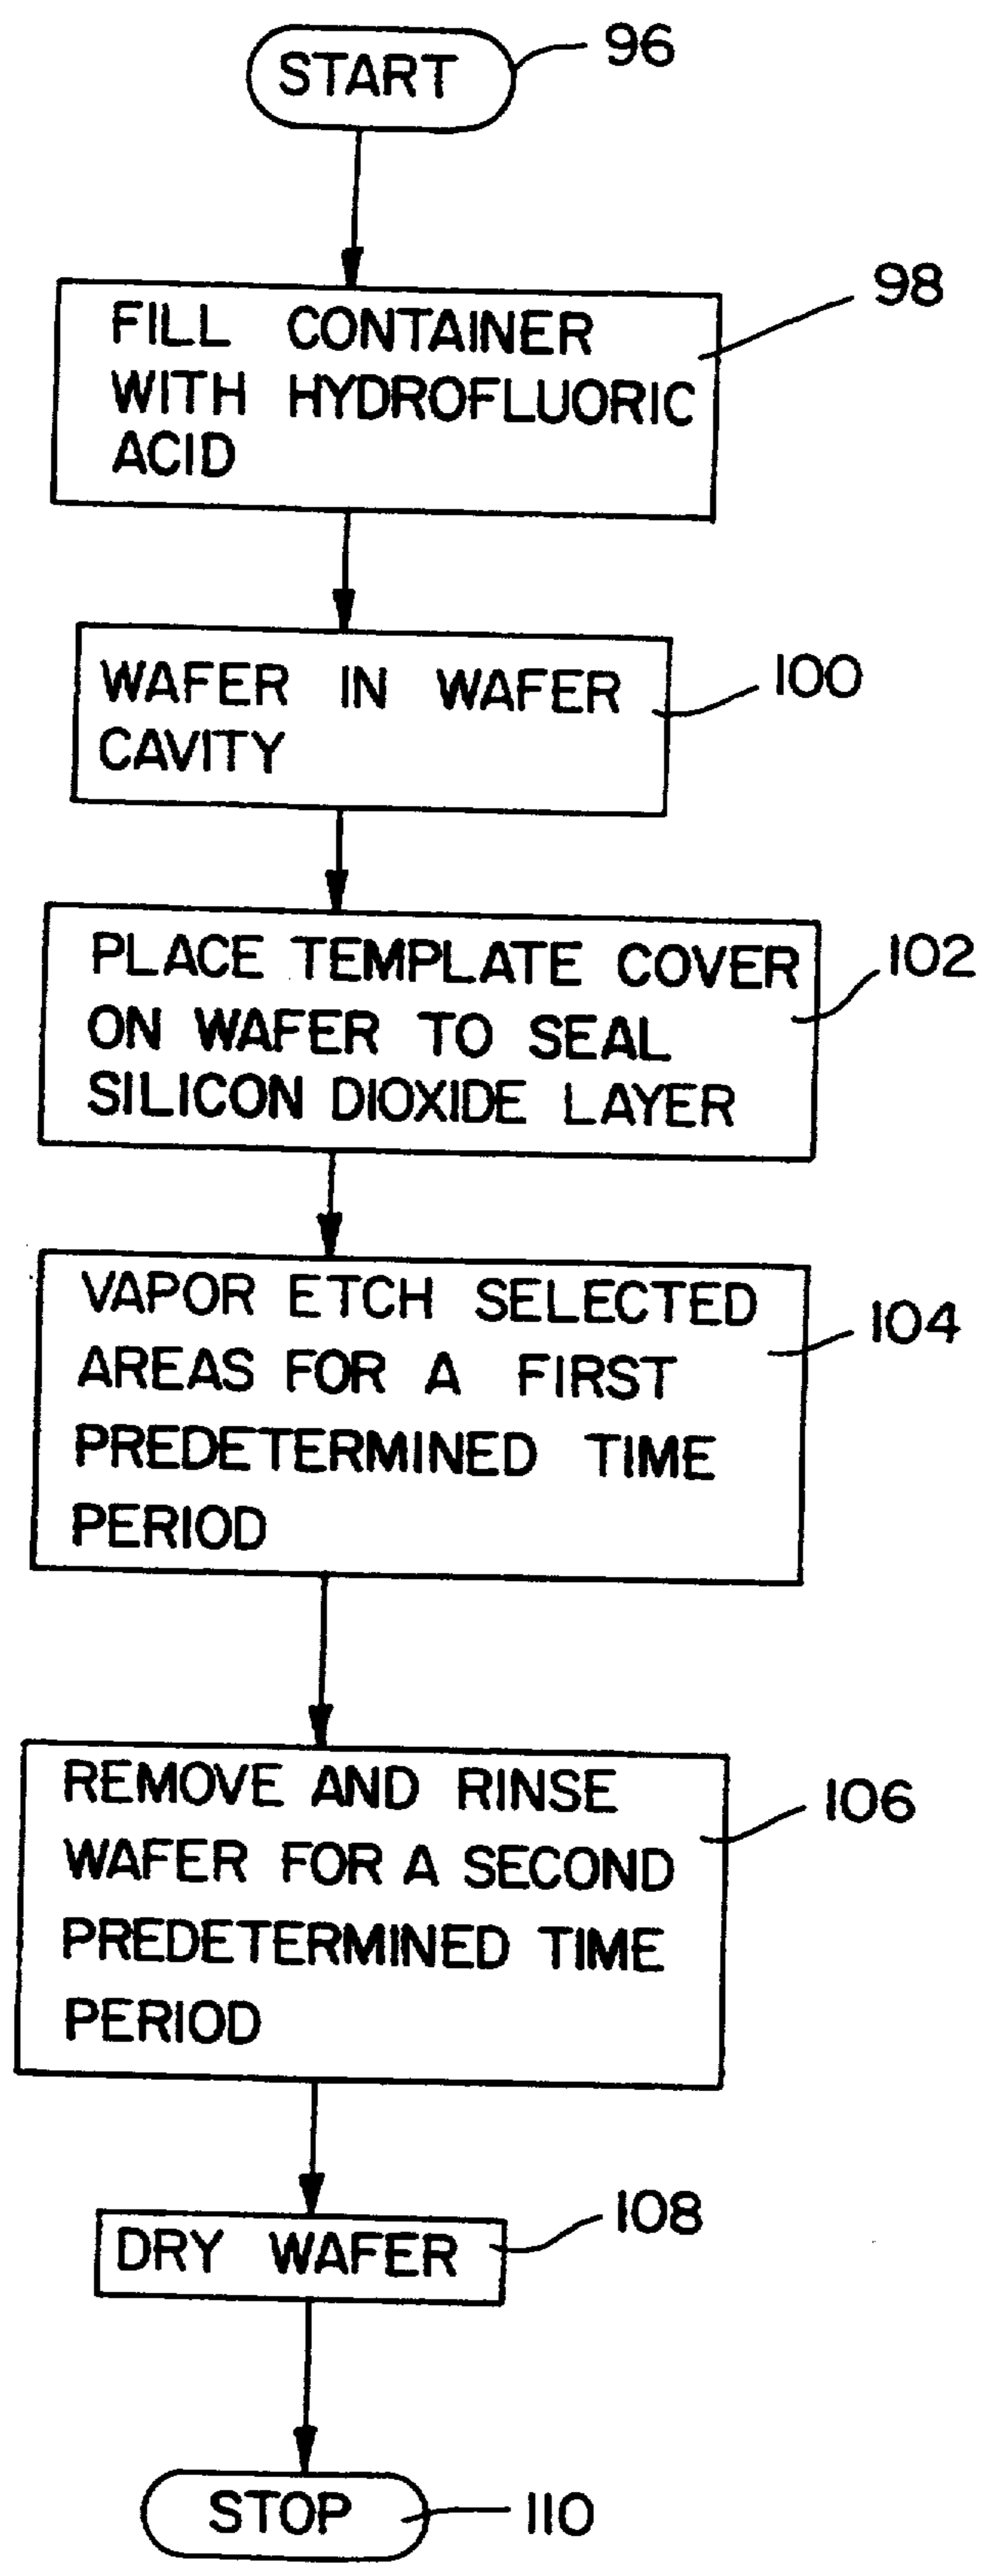 START
96
FILL CONTAINER
WITH HYDROFLUORIC
ACID
98
WAFER IN WAFER
CAVITY
100
PLACE TEMPLATE COVER
ON WAFER TO SEAL
SILICON DIOXIDE LAYER
102
VAPOR ETCH SELECTED
AREAS FOR A FIRST
PREDETERMINED TIME
PERIOD
104
REMOVE AND RINSE
WAFER FOR A SECOND
PREDETERMINED TIME
PERIOD
106
DRY WAFER
108
STOP
110